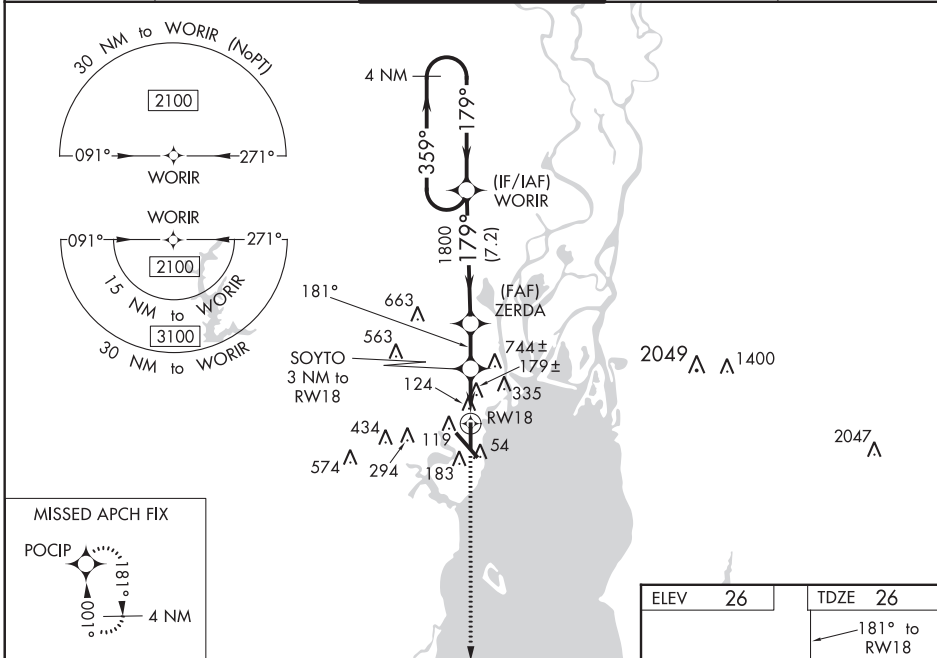 30 NM to WORIR (NoPT)
2100
091°
271°
WORIR
WORIR
091°
271°
2100
15 NM to WORIR
3100
30 NM to WORIR
4 NM
359°
179°
(IF/IAF)
WORIR
1800
179°
(7.2)
(FAF)
ZERDA
181°
663
563
SOYTO
3 NM to
RW18
744±
179±
335
124
RW18
434
119
54
574
294
183
2049
1400
2047
MISSED APCH FIX
POCIP
181°
001°
4 NM
ELEV 26
TDZE 26
181° to
RW18